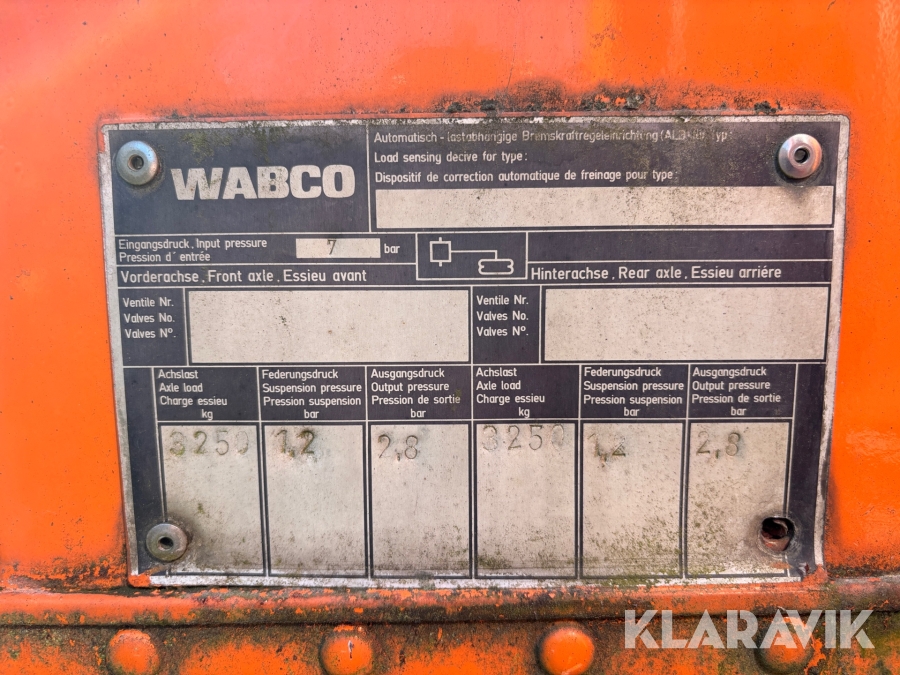 WABCO
Automatisch - lastabhängige Bremskraftregeleinrichtung (ALB) für Typ:
Load sensing decive for type:
Dispositif de correction automatique de freinage pour type:
Eingangsdruck, Input pressure 7 bar
Pression d'entrée
Vorderachse, Front axle, Essieu avant
Hinterachse, Rear axle, Essieu arriére
Ventile Nr.
Valves No.
Valves Nº.
Ventile Nr.
Valves No.
Valves Nº.
Achslast
Axle load
Charge essieu
kg
Federungsdruck
Suspension pressure
Pression suspension
bar
Ausgangsdruck
Output pressure
Pression de sortie
bar
Achslast
Axle load
Charge essieu
kg
Federungsdruck
Suspension pressure
Pression suspension
bar
Ausgangsdruck
Output pressure
Pression de sortie
bar
3250 1,2 2,8 3250 1,2 2,8
KLARAVIK